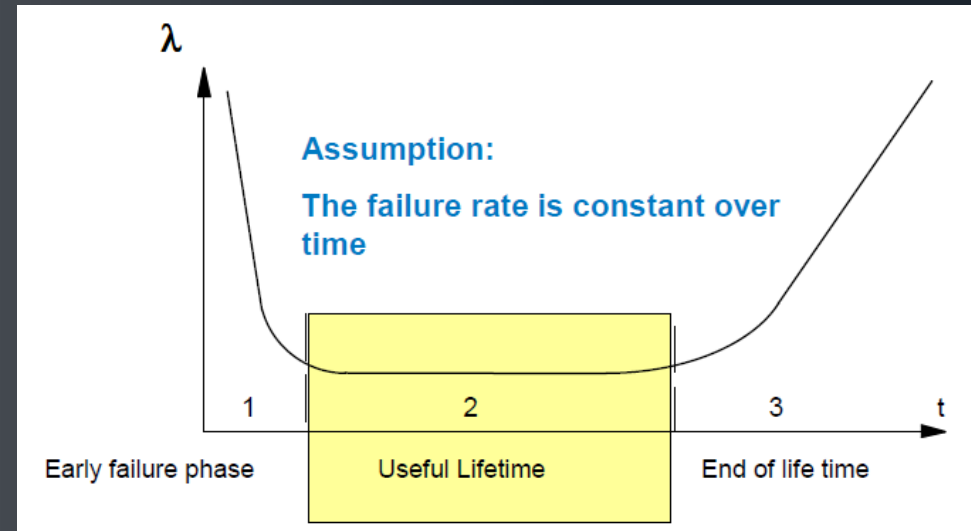 λ
Assumption:
The failure rate is constant over
time
1
2
3
t
Early failure phase
Useful Lifetime
End of life time